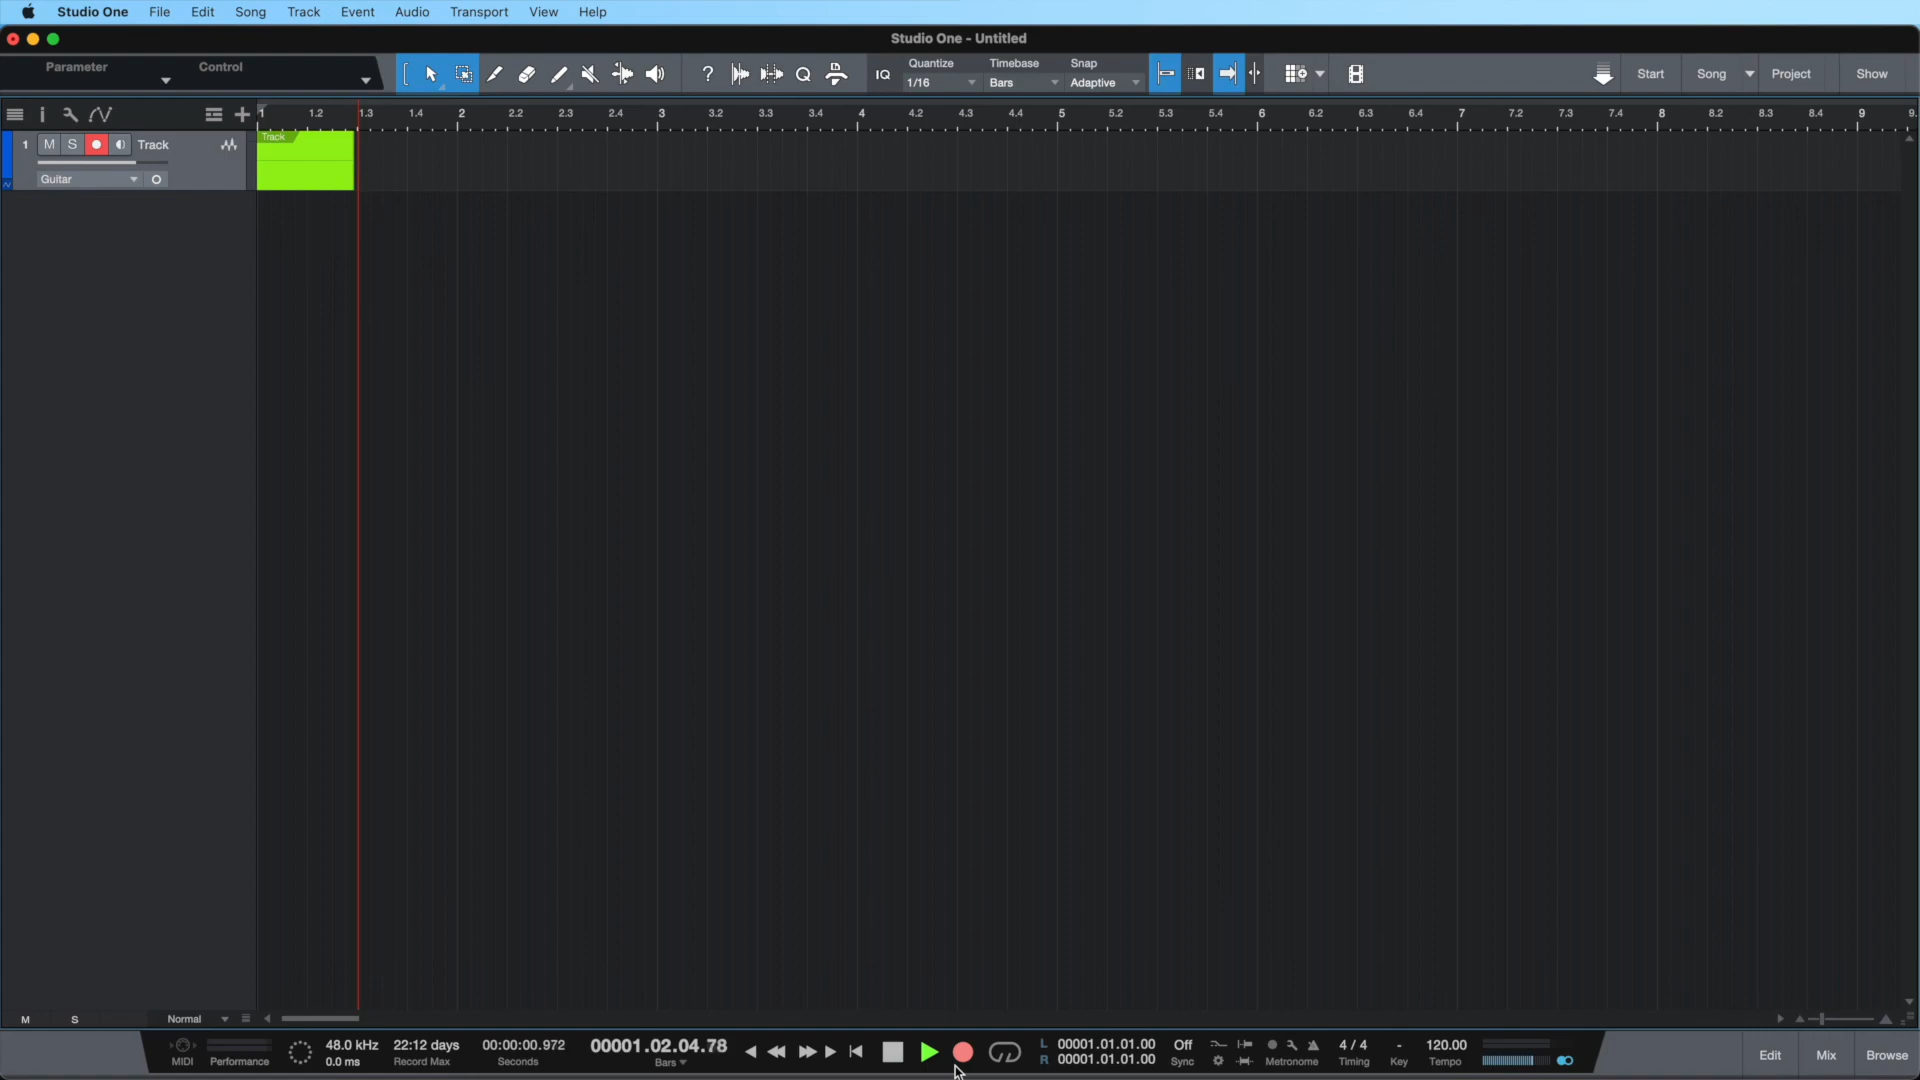 Studio One File Edit Song Track Event Audio Transport View Help
Studio One - Untitled
Parameter Control
? Q IQ
Quantize Timebase Snap
1/16 Bars Adaptive
Start Song Project Show
1 1.2 1.3 1.4 2 2.2 2.3 2.4 3 3.2 3.3 3.4 4 4.2 4.3 4.4 5 5.2 5.3 5.4 6 6.2 6.3 6.4 7 7.2 7.3 7.4 8 8.2 8.3 8.4 9 9.
Track
1 M S Track
Guitar
M S Normal
48.0 kHz 22:12 days 00:00:00.972 00001.02.04.78 L 00001.01.01.00 Off 4 / 4 - 120.00
MIDI Performance 0.0 ms Record Max Seconds Bars R 00001.01.01.00 Sync Metronome Timing Key Tempo
Edit Mix Browse